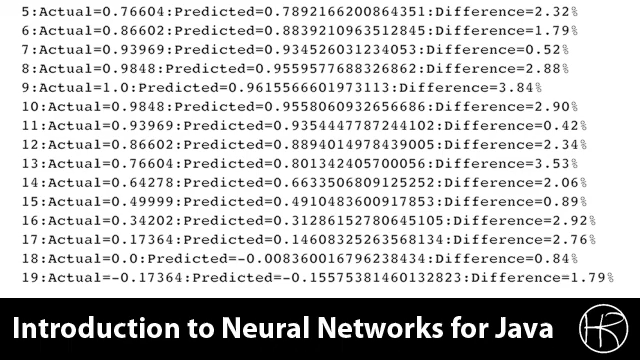 5:Actual=0.76604:Predicted=0.7892166200864351:Difference=2.32%
6:Actual=0.86602:Predicted=0.8839210963512845:Difference=1.79%
7:Actual=0.93969:Predicted=0.934526031234053:Difference=0.52%
8:Actual=0.9848:Predicted=0.9559577688326862:Difference=2.88%
9:Actual=1.0:Predicted=0.9615566601973113:Difference=3.84%
10:Actual=0.9848:Predicted=0.9558060932656686:Difference=2.90%
11:Actual=0.93969:Predicted=0.9354447787244102:Difference=0.42%
12:Actual=0.86602:Predicted=0.8894014978439005:Difference=2.34%
13:Actual=0.76604:Predicted=0.801342405700056:Difference=3.53%
14:Actual=0.64278:Predicted=0.6633506809125252:Difference=2.06%
15:Actual=0.49999:Predicted=0.4910483600917853:Difference=0.89%
16:Actual=0.34202:Predicted=0.31286152780645105:Difference=2.92%
17:Actual=0.17364:Predicted=0.14608325263568134:Difference=2.76%
18:Actual=0.0:Predicted=-0.008360016796238434:Difference=0.84%
19:Actual=-0.17364:Predicted=-0.15575381460132823:Difference=1.79%
Introduction to Neural Networks for Java